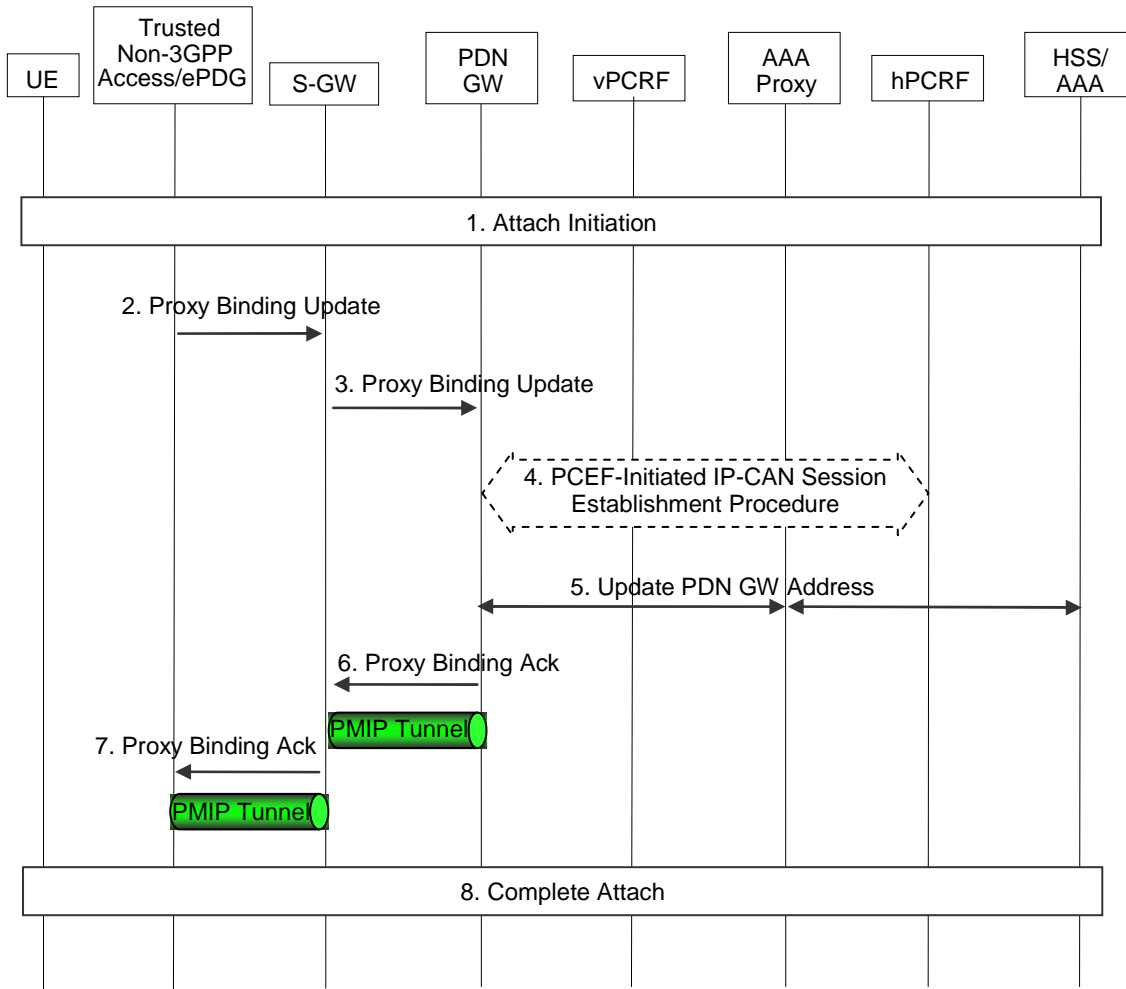 UE
Trusted
Non-3GPP
Access/ePDG
S-GW
PDN
GW
vPCRF
AAA
Proxy
hPCRF
HSS/
AAA
1. Attach Initiation
2. Proxy Binding Update
3. Proxy Binding Update
4. PCEF-Initiated IP-CAN Session
Establishment Procedure
5. Update PDN GW Address
6. Proxy Binding Ack
PMIP Tunnel
7. Proxy Binding Ack
PMIP Tunnel
8. Complete Attach